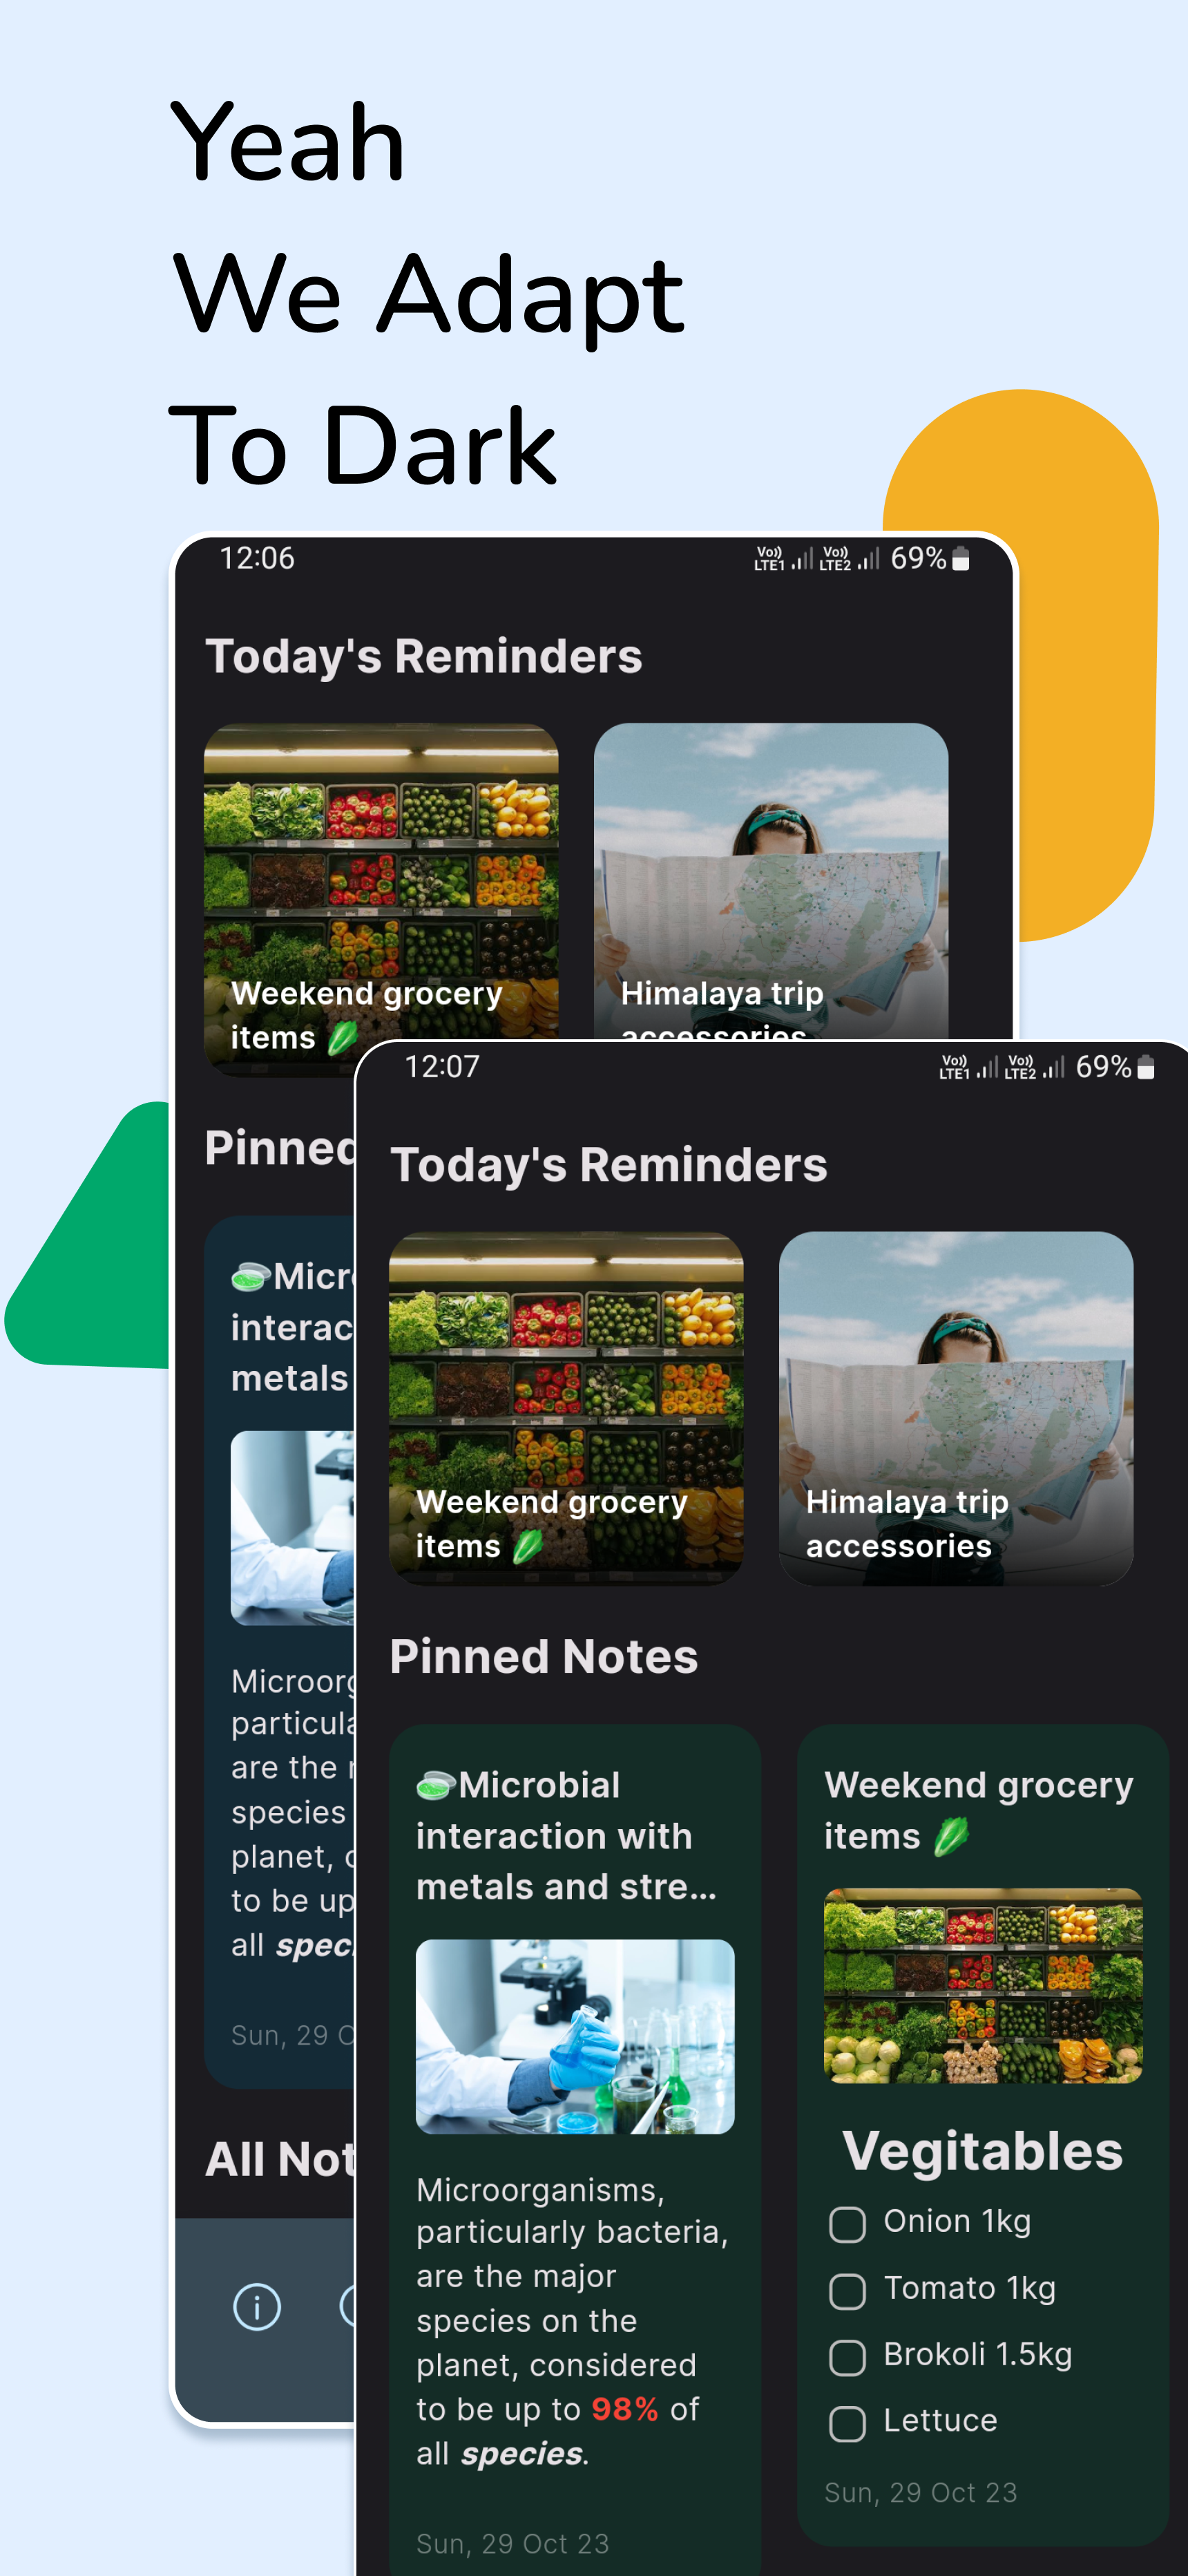 Yeah
We Adapt
To Dark
12:06
Vo)) LTE1 Vo)) LTE2 69%
Today's Reminders
Weekend grocery
items 🥬
Himalaya trip
accessories
Pinned
🧫Micro
interac
metals
Microorg
particula
are the
species
planet,
to be up
all spec
Sun, 29 O
All Not
12:07
Vo)) LTE1 Vo)) LTE2 69%
Today's Reminders
Weekend grocery
items 🥬
Himalaya trip
accessories
Pinned Notes
🧫Microbial
interaction with
metals and stre...
Microorganisms,
particularly bacteria,
are the major
species on the
planet, considered
to be up to 98% of
all species.
Sun, 29 Oct 23
Weekend grocery
items 🥬
Vegitables
Onion 1kg
Tomato 1kg
Brokoli 1.5kg
Lettuce
Sun, 29 Oct 23